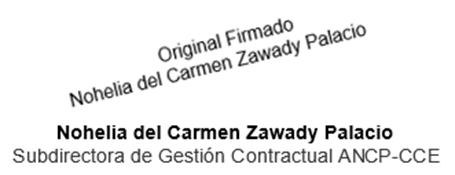 Original Firmado
Nohelia del Carmen Zawady Palacio
Nohelia del Carmen Zawady Palacio
Subdirectora de Gestión Contractual ANCP-CCE